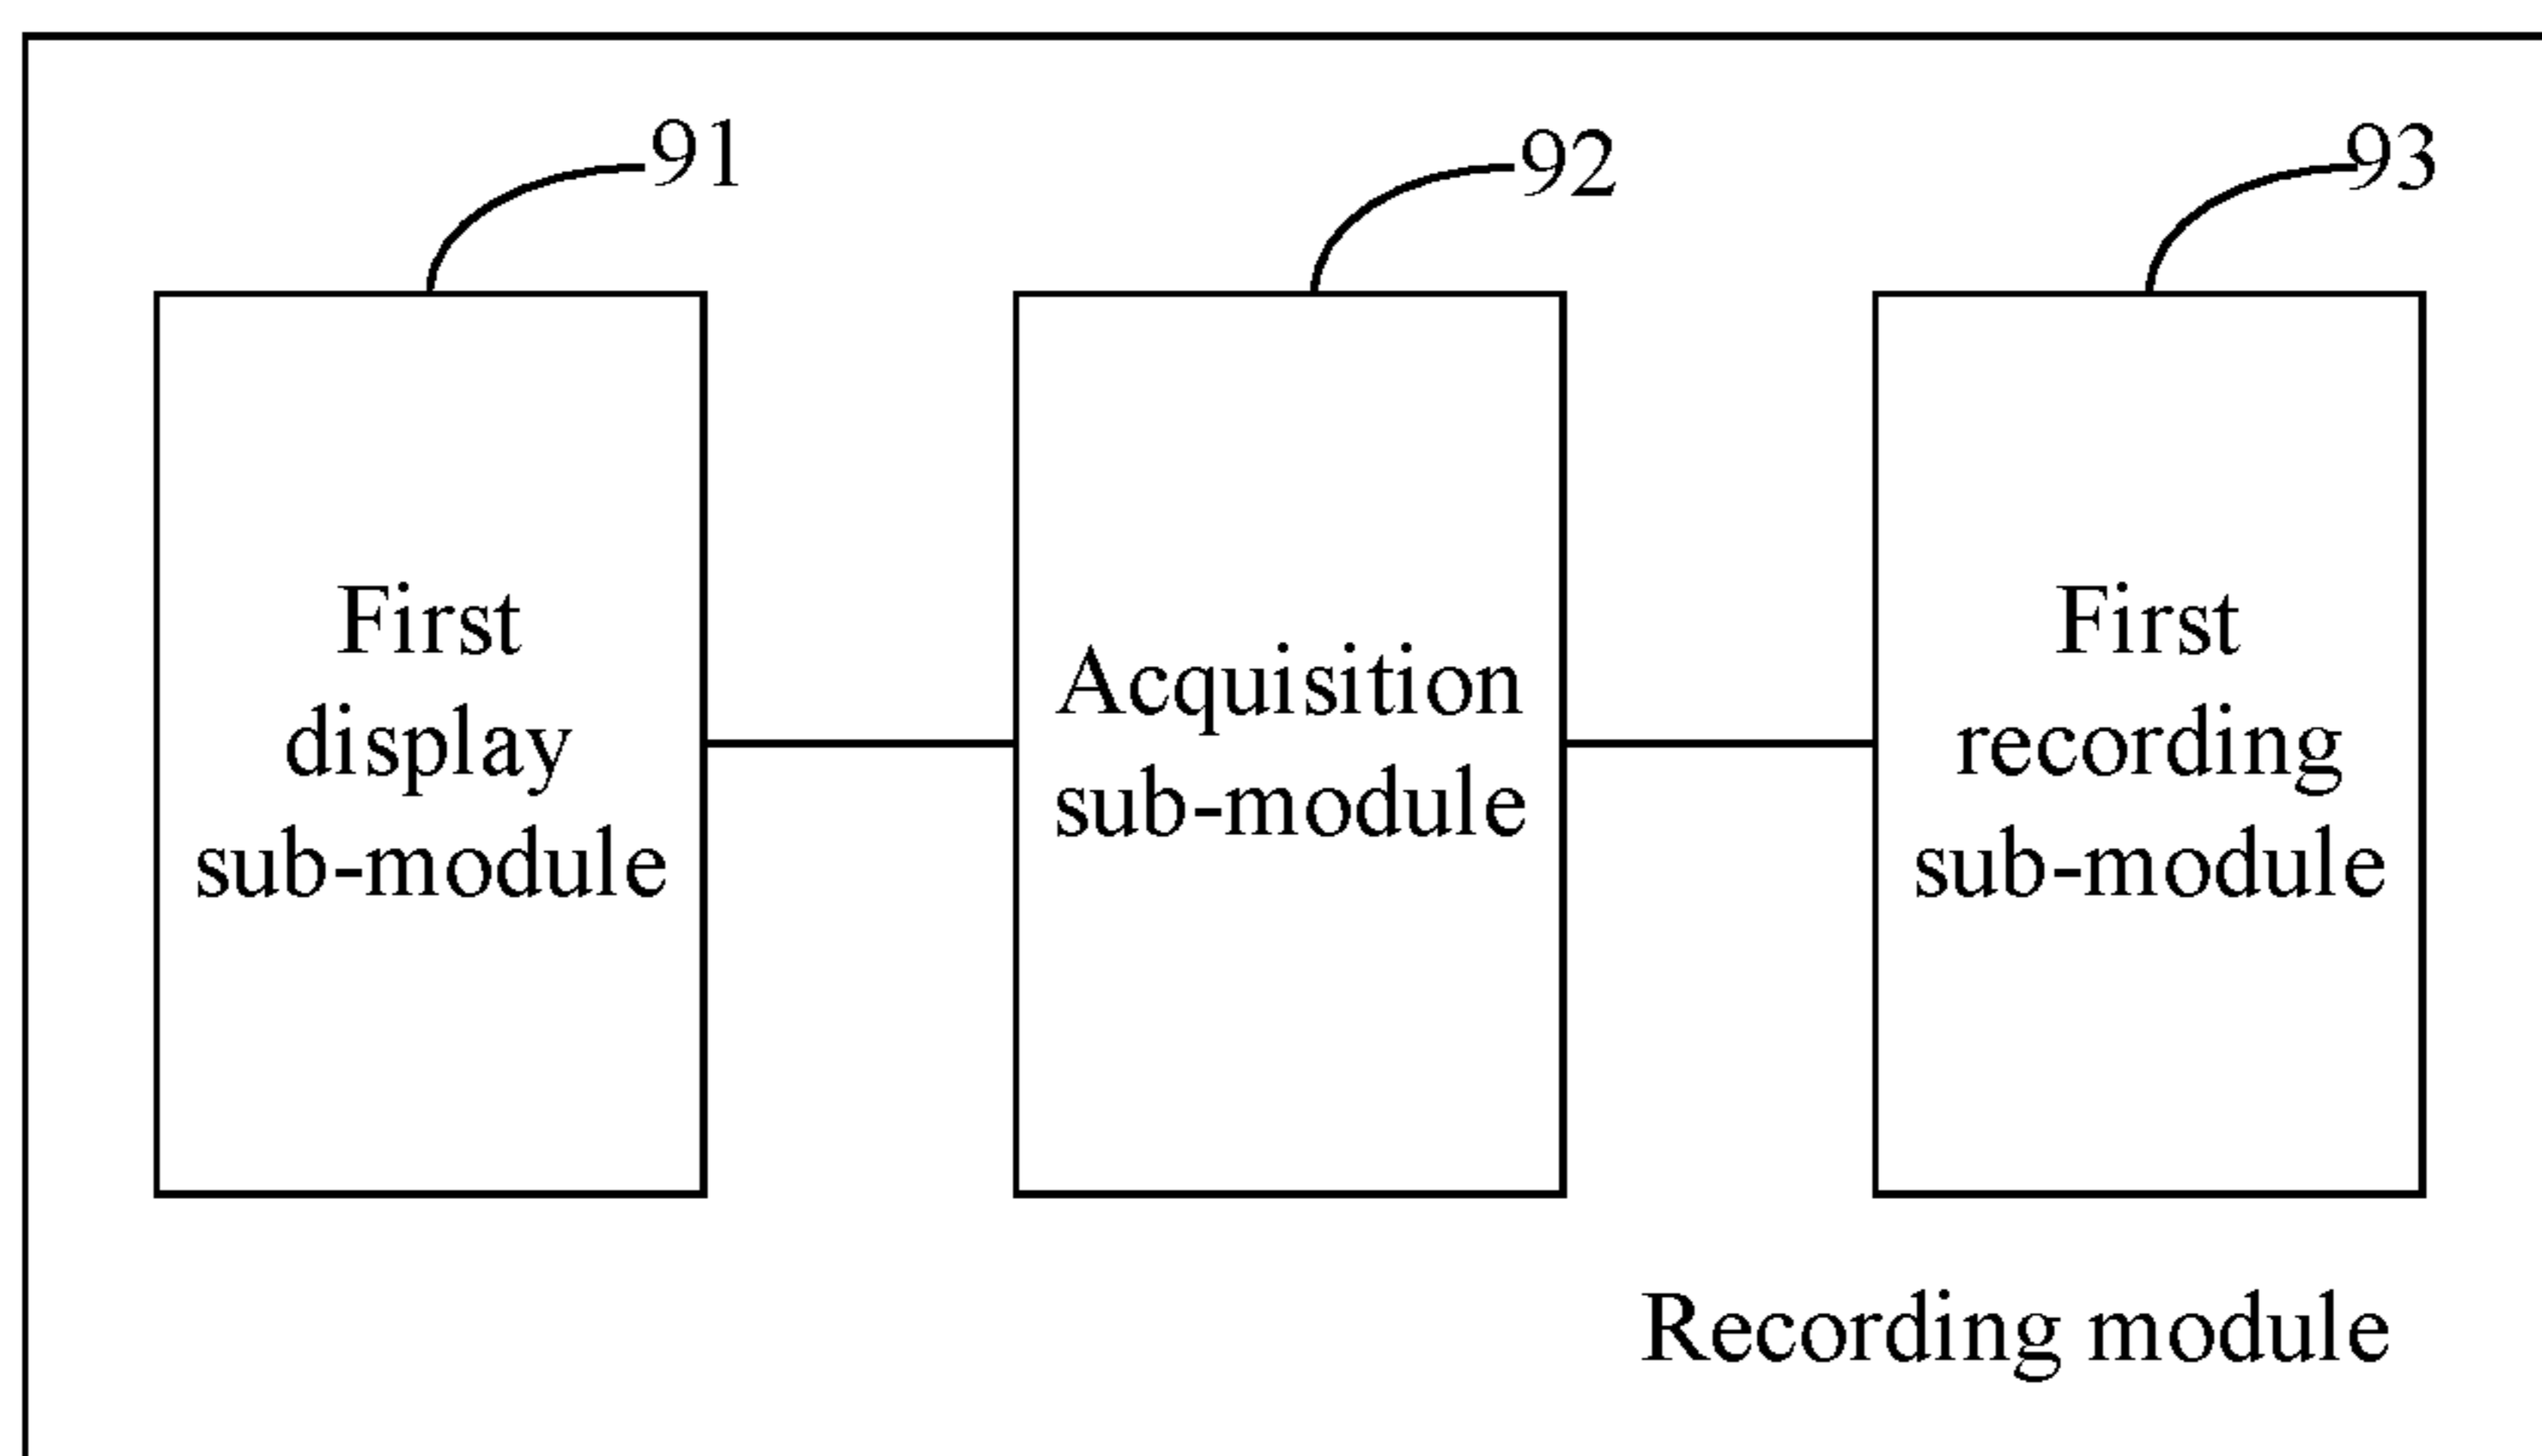 91
92
93
First
display
sub-module
Acquisition
sub-module
First
recording
sub-module
Recording module